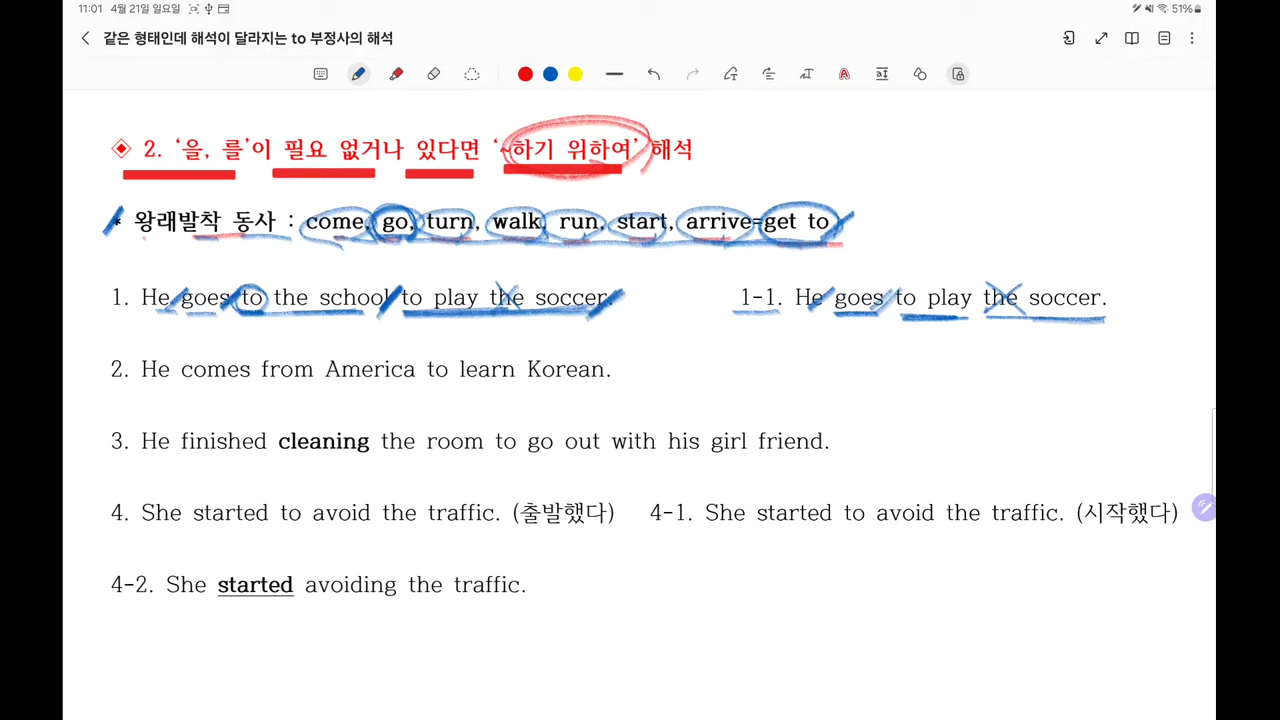 11:01 4월 21일 일요일 51%
같은 형태인데 해석이 달라지는 to 부정사의 해석
◈ 2. ‘을, 를’이 필요 없거나 있다면 ‘~하기 위하여’ 해석
* 왕래발착 동사 : come, go, turn, walk, run, start, arrive=get to
1. He goes to the school to play the soccer. 1-1. He goes to play the soccer.
2. He comes from America to learn Korean.
3. He finished cleaning the room to go out with his girl friend.
4. She started to avoid the traffic. (출발했다) 4-1. She started to avoid the traffic. (시작했다)
4-2. She started avoiding the traffic.